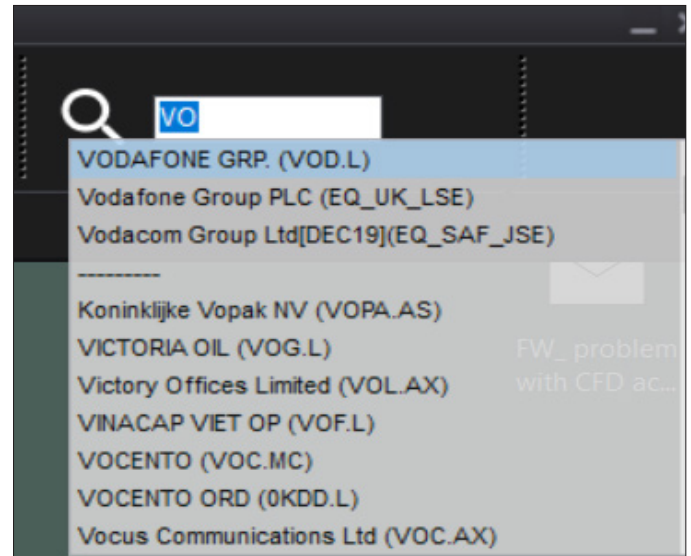 VO
VODAFONE GRP. (VOD.L)
Vodafone Group PLC (EQ_UK_LSE)
Vodacom Group Ltd[DEC19](EQ_SAF_JSE)
---------
Koninklijke Vopak NV (VOPA.AS)
VICTORIA OIL (VOG.L)
FW_ problem
Victory Offices Limited (VOL.AX)
with CFD ac...
VINACAP VIET OP (VOF.L)
VOCENTO (VOC.MC)
VOCENTO ORD (0KDD.L)
Vocus Communications Ltd (VOC.AX)